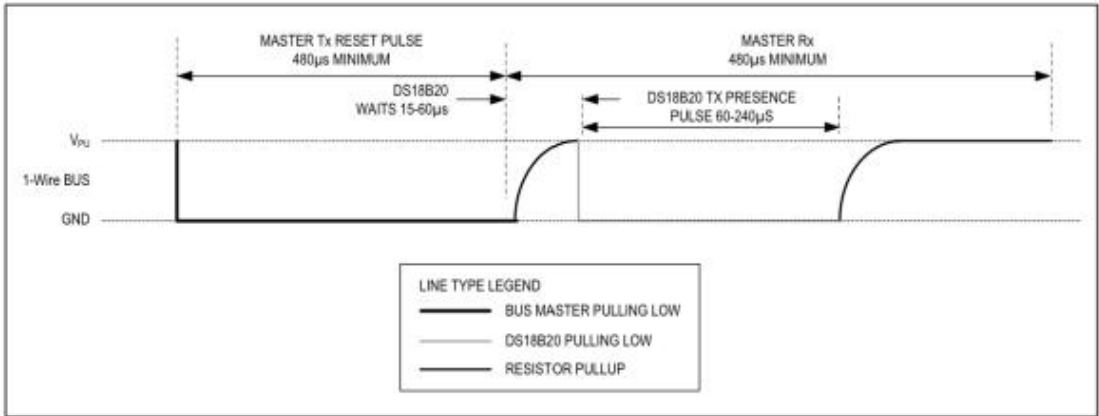 MASTER Tx RESET PULSE
480µs MINIMUM
MASTER Rx
480µs MINIMUM
DS18B20
WAITS 15-60µs
DS18B20 TX PRESENCE
PULSE 60-240µS
VPU
1-Wire BUS
GND
LINE TYPE LEGEND
BUS MASTER PULLING LOW
DS18B20 PULLING LOW
RESISTOR PULLUP